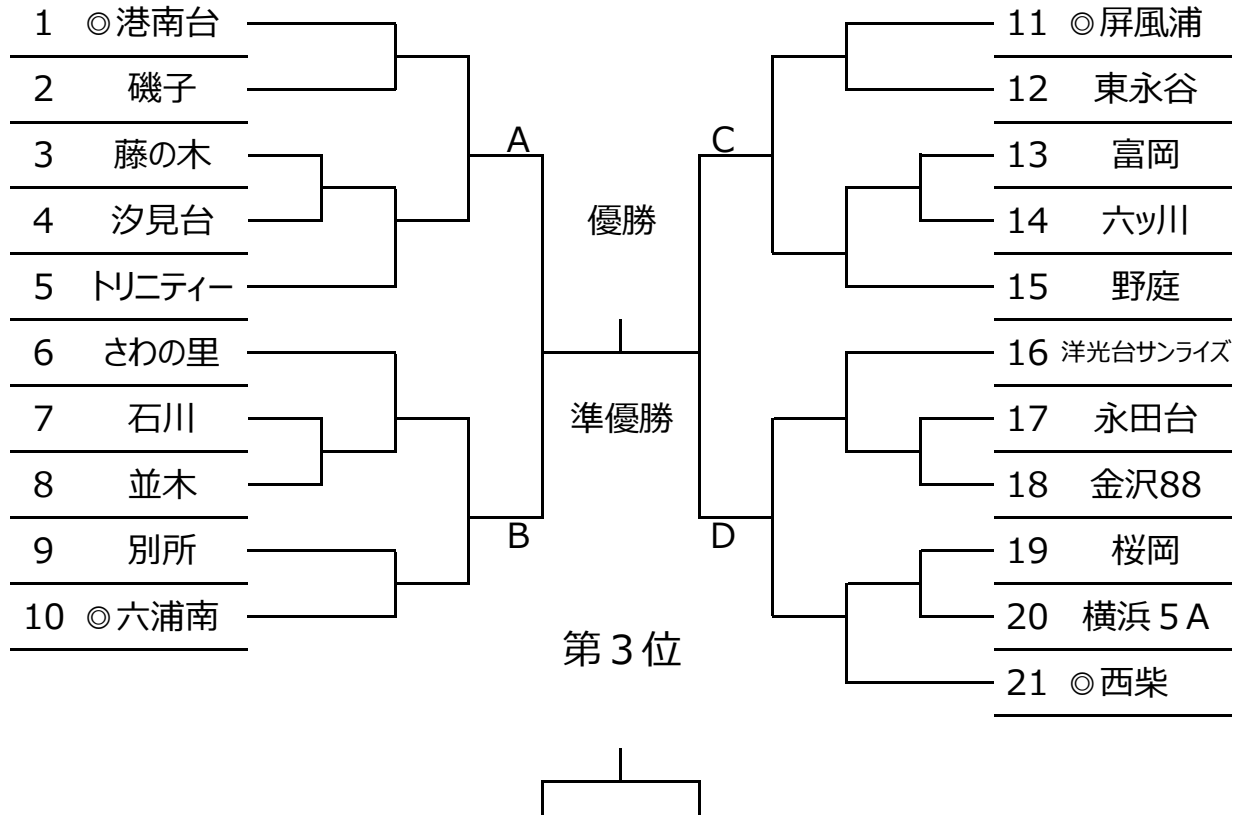 1 ◎港南台
2 磯子
3 藤の木
4 汐見台
5 トリニティー
6 さわの里
7 石川
8 並木
9 別所
10 ◎六浦南
A
B
優勝
準優勝
第３位
C
D
11 ◎屏風浦
12 東永谷
13 富岡
14 六ッ川
15 野庭
16 洋光台サンライズ
17 永田台
18 金沢88
19 桜岡
20 横浜５A
21 ◎西柴